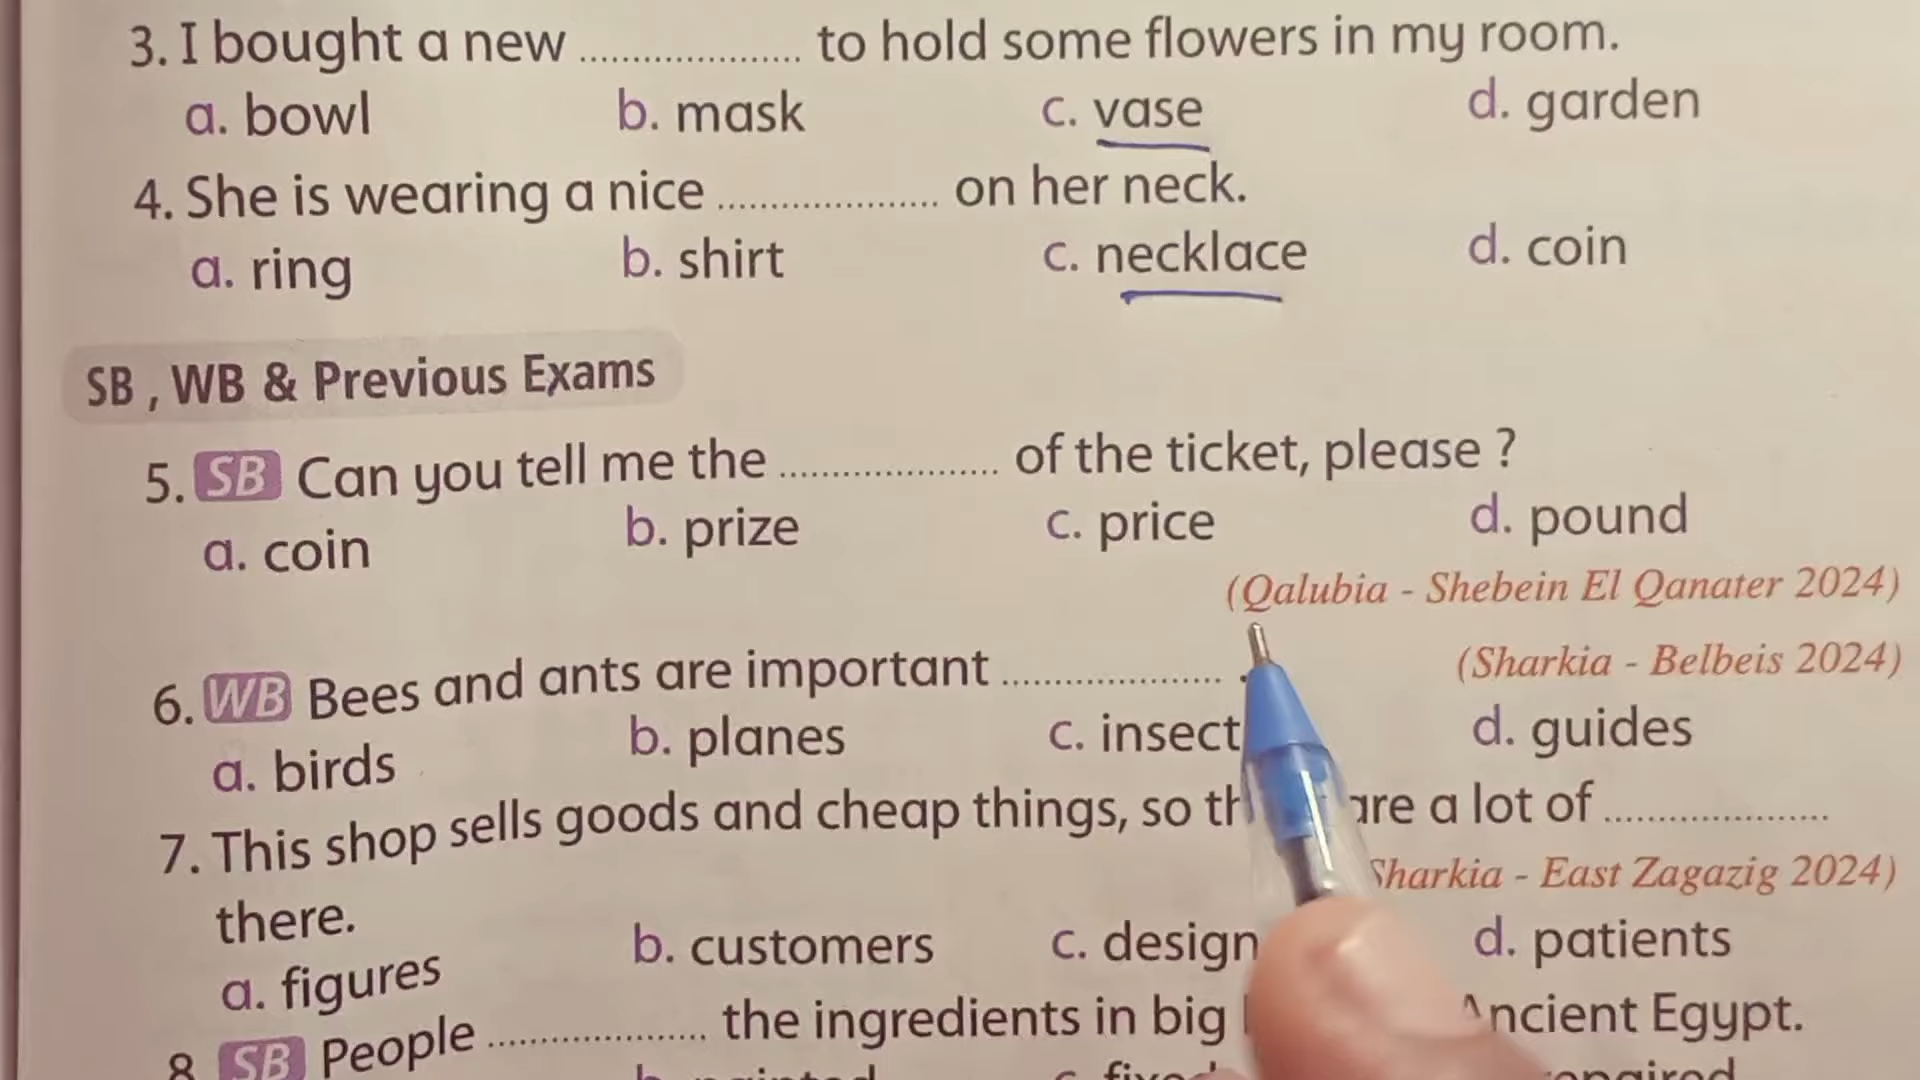 3. I bought a new .................... to hold some flowers in my room.
a. bowl b. mask c. vase d. garden
4. She is wearing a nice .................... on her neck.
a. ring b. shirt c. necklace d. coin
SB , WB & Previous Exams
5. SB Can you tell me the .................... of the ticket, please ?
a. coin b. prize c. price d. pound
(Qalubia - Shebein El Qanater 2024)
6. WB Bees and ants are important .................... . (Sharkia - Belbeis 2024)
a. birds b. planes c. insect d. guides
7. This shop sells goods and cheap things, so are a lot of ....................
Sharkia - East Zagazig 2024)
there.
a. figures b. customers c. design d. patients
8 SB People .................... the ingredients in big Ancient Egypt.